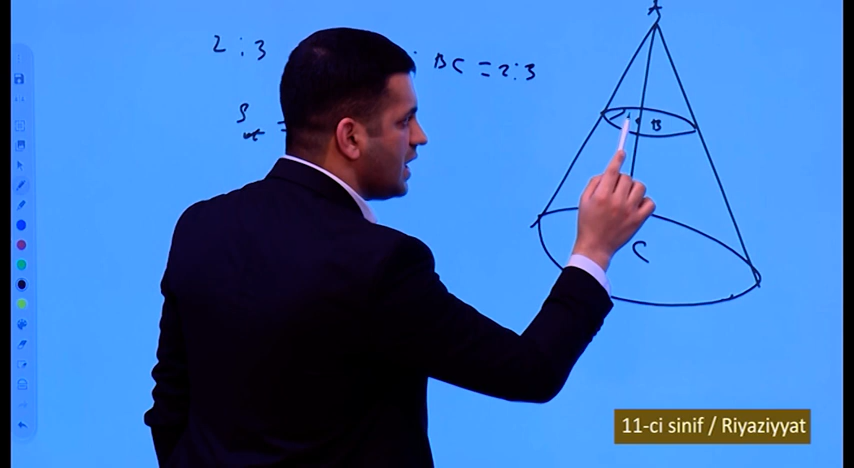 A
2 : 3
BC = 2:3
B
C
11-ci sinif / Riyaziyyat